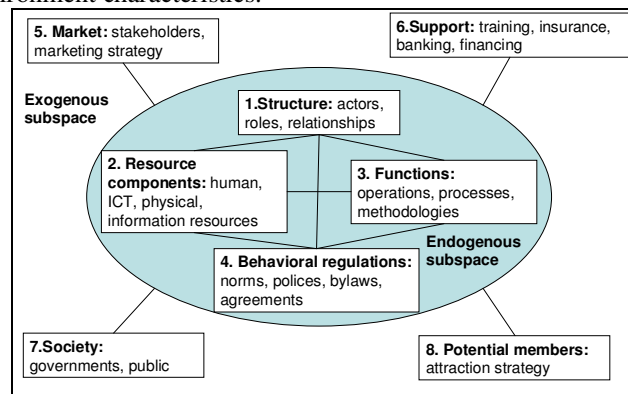 ronment characteristics.
5. Market: stakeholders,
marketing strategy
6.Support: training, insurance,
banking, financing
Exogenous
subspace
1.Structure: actors,
roles, relationships
2. Resource
components: human,
ICT, physical,
information resources
3. Functions:
operations, processes,
methodologies
Endogenous
subspace
4. Behavioral regulations:
norms, polices, bylaws,
agreements
7.Society:
governments, public
8. Potential members:
attraction strategy